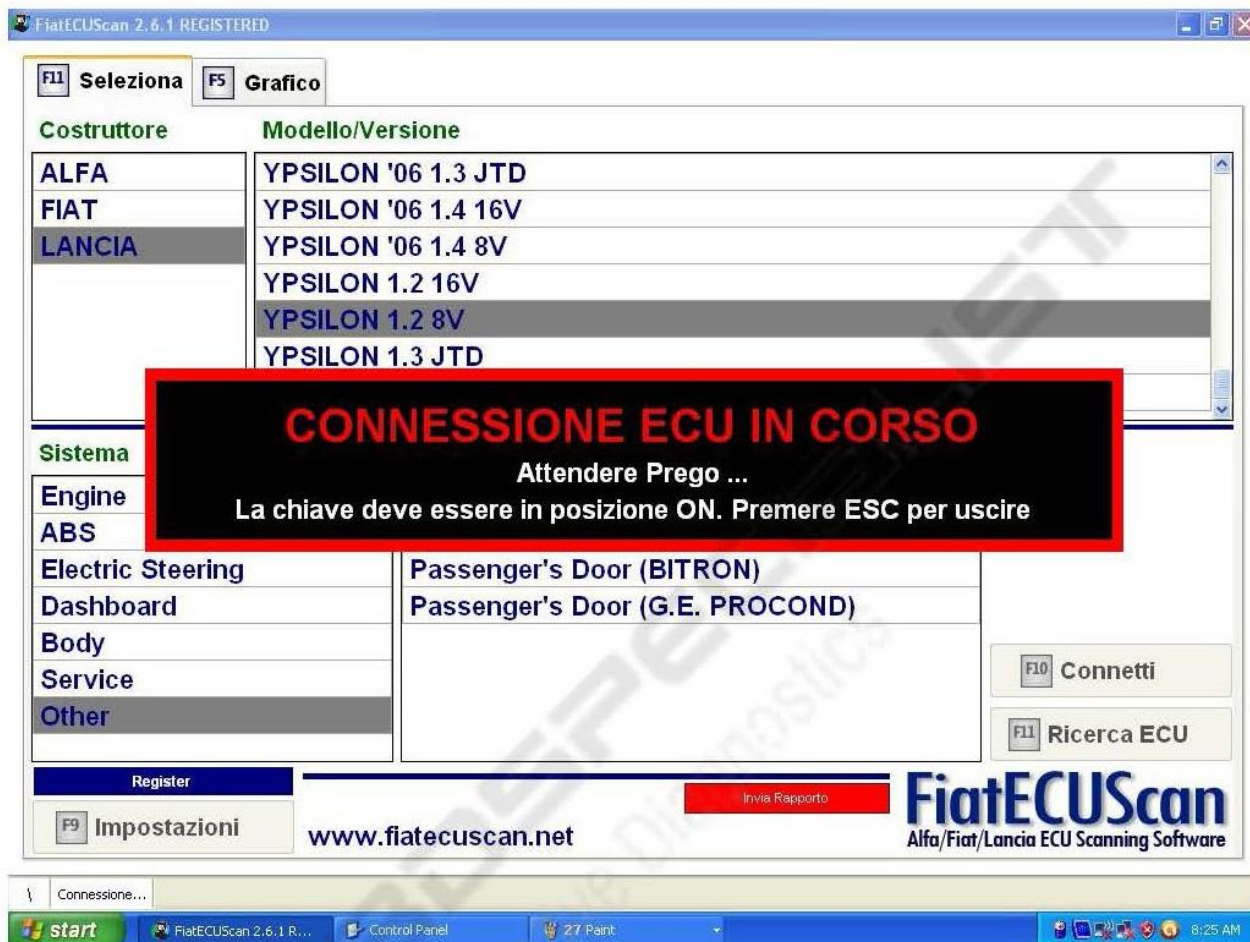 FiatECUScan 2.6.1 REGISTERED
F11 Seleziona F5 Grafico
Costruttore Modello/Versione
ALFA
FIAT
LANCIA
YPSILON '06 1.3 JTD
YPSILON '06 1.4 16V
YPSILON '06 1.4 8V
YPSILON 1.2 16V
YPSILON 1.2 8V
YPSILON 1.3 JTD
CONNESSIONE ECU IN CORSO
Attendere Prego ...
La chiave deve essere in posizione ON. Premere ESC per uscire
Sistema
Engine
ABS
Electric Steering
Dashboard
Body
Service
Other
Passenger's Door (BITRON)
Passenger's Door (G.E. PROCOND)
F10 Connetti
F11 Ricerca ECU
Register
F9 Impostazioni
www.fiatecuscan.net
Invia Rapporto
FiatECUScan
Alfa/Fiat/Lancia ECU Scanning Software
\ Connessione...
start FiatECUScan 2.6.1 R... Control Panel 27 Paint 8:25 AM